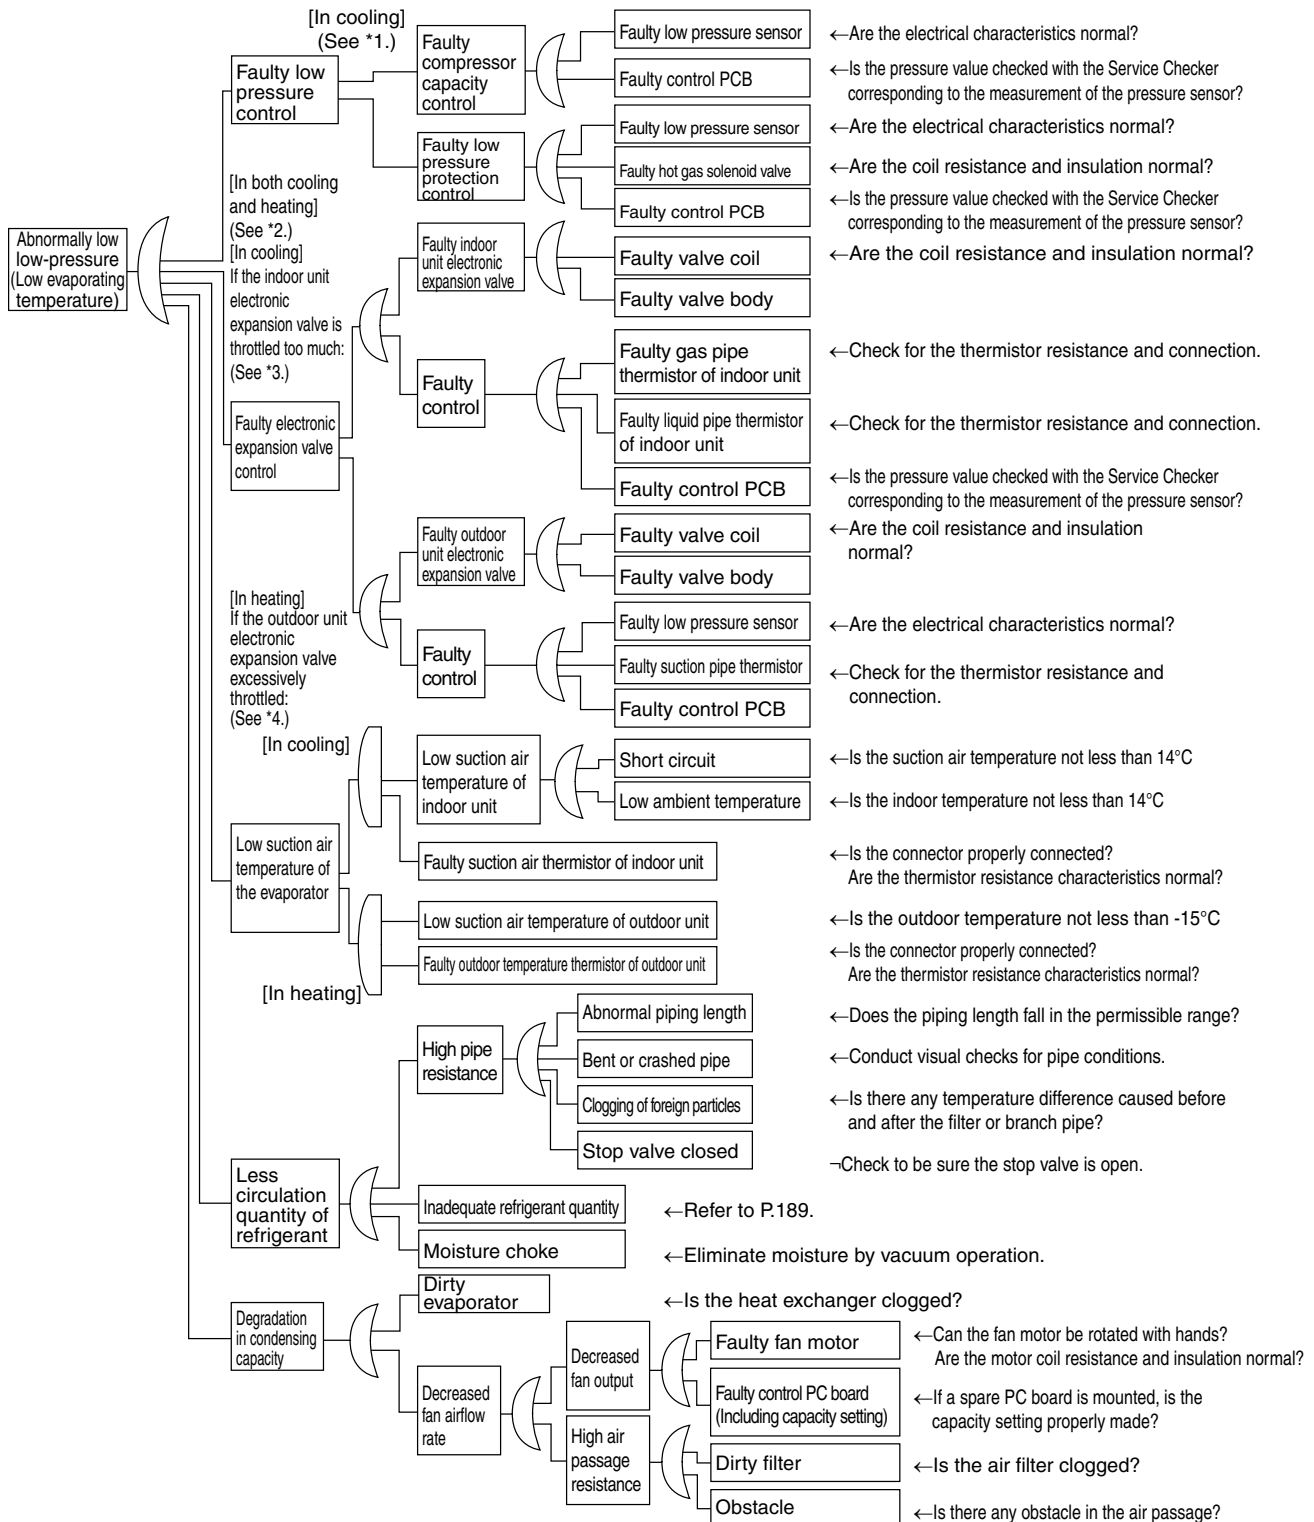 [In cooling]
(See *1.)
Faulty
compressor
capacity
control
Faulty low pressure sensor
←Are the electrical characteristics normal?
Faulty control PCB
←Is the pressure value checked with the Service Checker
corresponding to the measurement of the pressure sensor?
Faulty low
pressure
control
Faulty low
pressure
protection
control
Faulty low pressure sensor
←Are the electrical characteristics normal?
Faulty hot gas solenoid valve
←Are the coil resistance and insulation normal?
Faulty control PCB
←Is the pressure value checked with the Service Checker
corresponding to the measurement of the pressure sensor?
[In both cooling
and heating]
(See *2.)
Abnormally low
low-pressure
(Low evaporating
temperature)
[In cooling]
If the indoor unit
electronic
expansion valve is
throttled too much:
(See *3.)
Faulty indoor
unit electronic
expansion valve
Faulty valve coil
←Are the coil resistance and insulation normal?
Faulty valve body
Faulty
control
Faulty gas pipe
thermistor of indoor unit
←Check for the thermistor resistance and connection.
Faulty liquid pipe thermistor
of indoor unit
←Check for the thermistor resistance and connection.
Faulty control PCB
←Is the pressure value checked with the Service Checker
corresponding to the measurement of the pressure sensor?
Faulty electronic
expansion valve
control
Faulty outdoor
unit electronic
expansion valve
Faulty valve coil
←Are the coil resistance and insulation
normal?
Faulty valve body
[In heating]
If the outdoor unit
electronic
expansion valve
excessively
throttled:
(See *4.)
Faulty
control
Faulty low pressure sensor
←Are the electrical characteristics normal?
Faulty suction pipe thermistor
←Check for the thermistor resistance and
connection.
Faulty control PCB
[In cooling]
Low suction air
temperature of
indoor unit
Short circuit
←Is the suction air temperature not less than 14°C
Low ambient temperature
←Is the indoor temperature not less than 14°C
Low suction air
temperature of
the evaporator
Faulty suction air thermistor of indoor unit
←Is the connector properly connected?
Are the thermistor resistance characteristics normal?
Low suction air temperature of outdoor unit
←Is the outdoor temperature not less than -15°C
Faulty outdoor temperature thermistor of outdoor unit
←Is the connector properly connected?
Are the thermistor resistance characteristics normal?
[In heating]
High pipe
resistance
Abnormal piping length
←Does the piping length fall in the permissible range?
Bent or crashed pipe
←Conduct visual checks for pipe conditions.
Clogging of foreign particles
←Is there any temperature difference caused before
and after the filter or branch pipe?
Stop valve closed
¬Check to be sure the stop valve is open.
Less
circulation
quantity of
refrigerant
Inadequate refrigerant quantity
←Refer to P.189.
Moisture choke
←Eliminate moisture by vacuum operation.
Dirty
evaporator
←Is the heat exchanger clogged?
Degradation
in condensing
capacity
Decreased
fan airflow
rate
Decreased
fan output
Faulty fan motor
←Can the fan motor be rotated with hands?
Are the motor coil resistance and insulation normal?
Faulty control PC board
(Including capacity setting)
←If a spare PC board is mounted, is the
capacity setting properly made?
High air
passage
resistance
Dirty filter
←Is the air filter clogged?
Obstacle
←Is there any obstacle in the air passage?